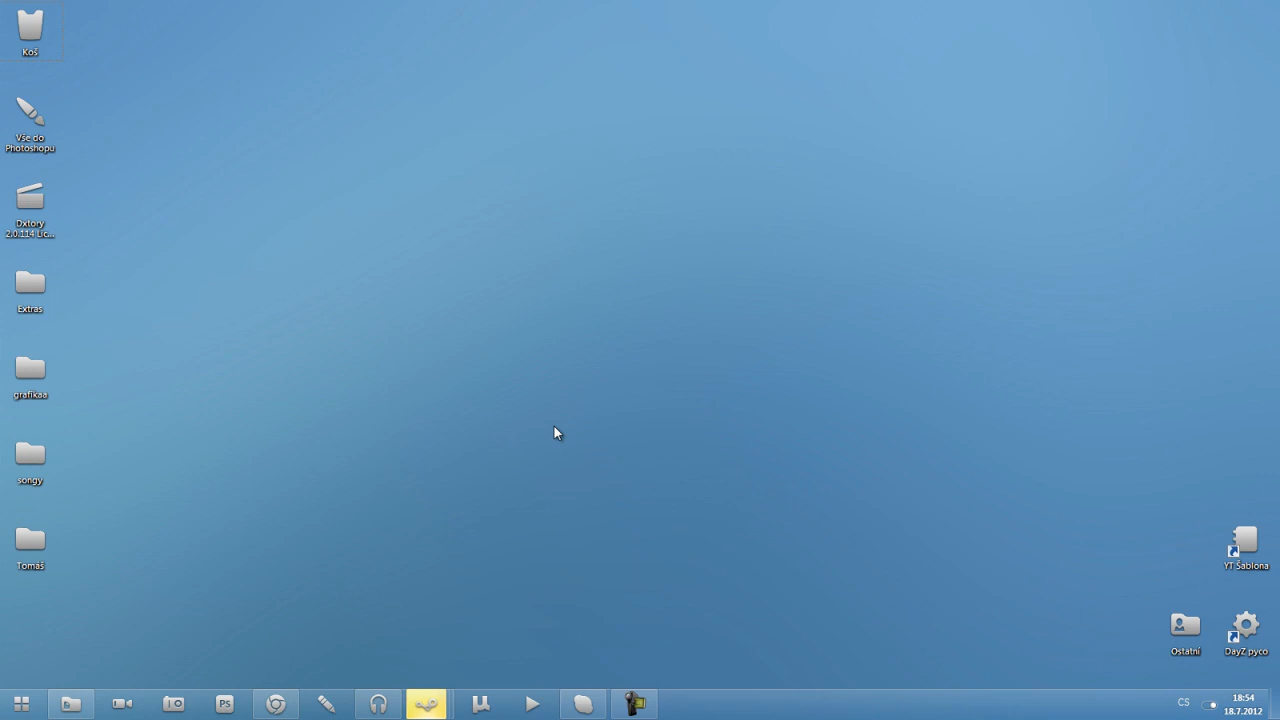 Koš
Vše do
Photoshopu
Dxtory
2.0.114 Lic...
Extras
grafikaa
songy
Tomáš
YT Šablona
Ostatní
DayZ pyco
PS
CS
18:54
18.7.2012